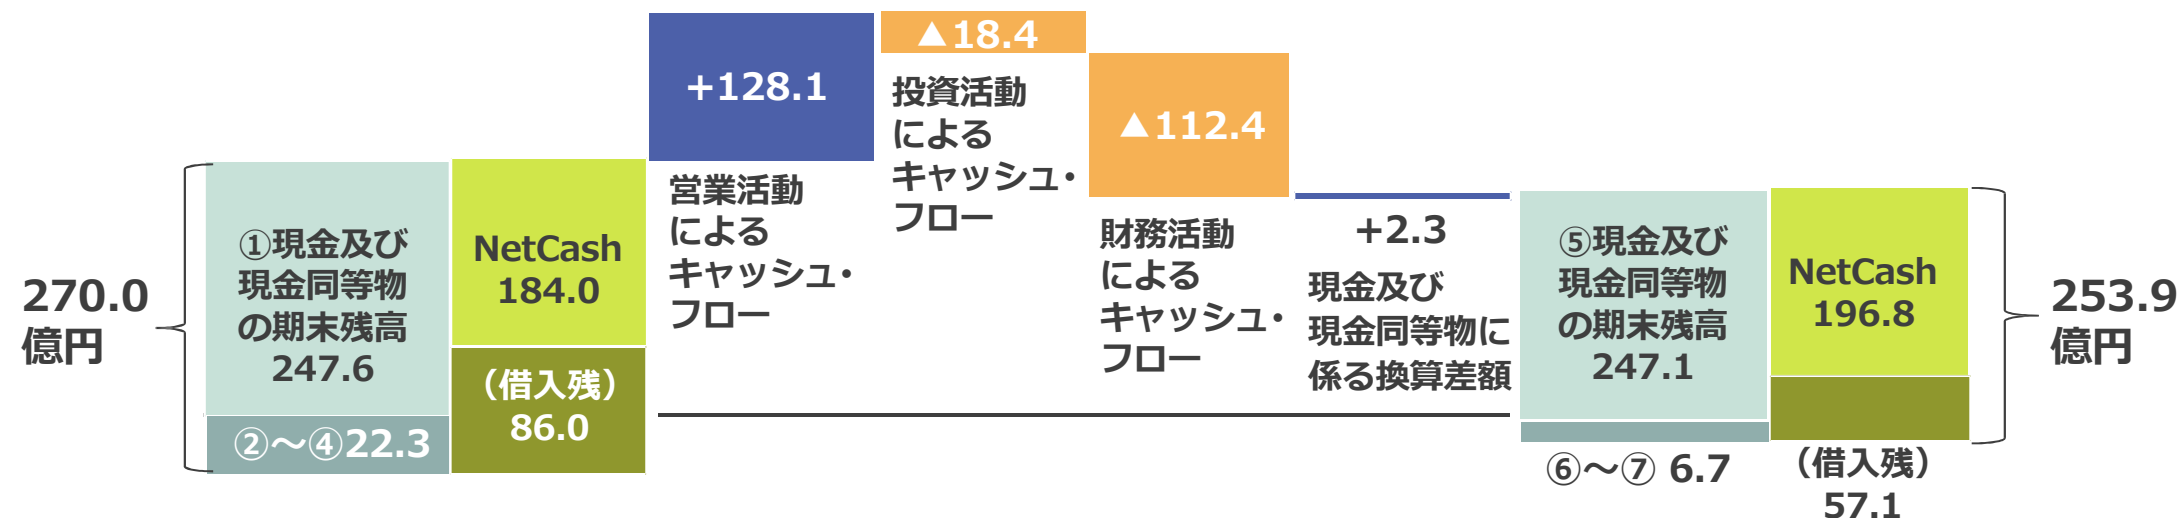 270.0
億円
①現金及び
現金同等物
の期末残高
247.6
②～④22.3
NetCash
184.0
（借入残）
86.0
+128.1
営業活動
による
キャッシュ・
フロー
▲18.4
投資活動
による
キャッシュ・
フロー
▲112.4
財務活動
による
キャッシュ・
フロー
+2.3
現金及び
現金同等物に
係る換算差額
⑤現金及び
現金同等物
の期末残高
247.1
⑥～⑦ 6.7
NetCash
196.8
（借入残）
57.1
253.9
億円